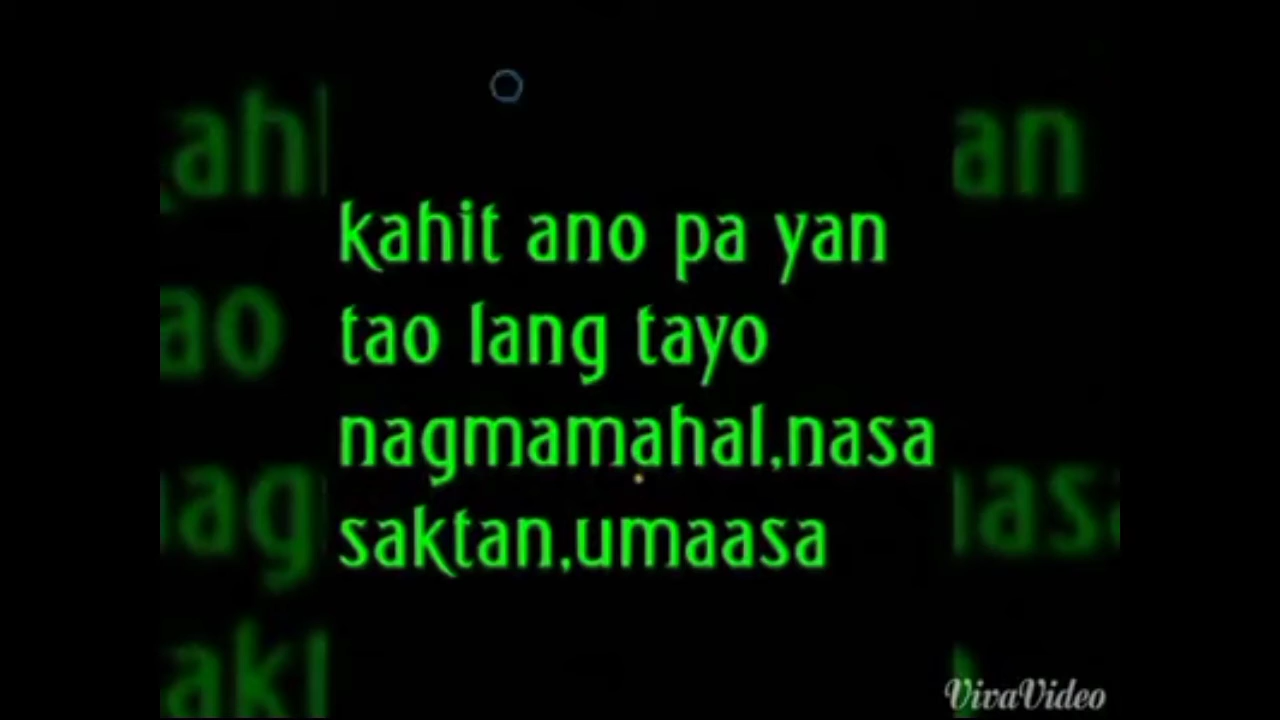 kahit ano pa yan
tao lang tayo
nagmamahal,nasa
saktan,umaasa
VivaVideo